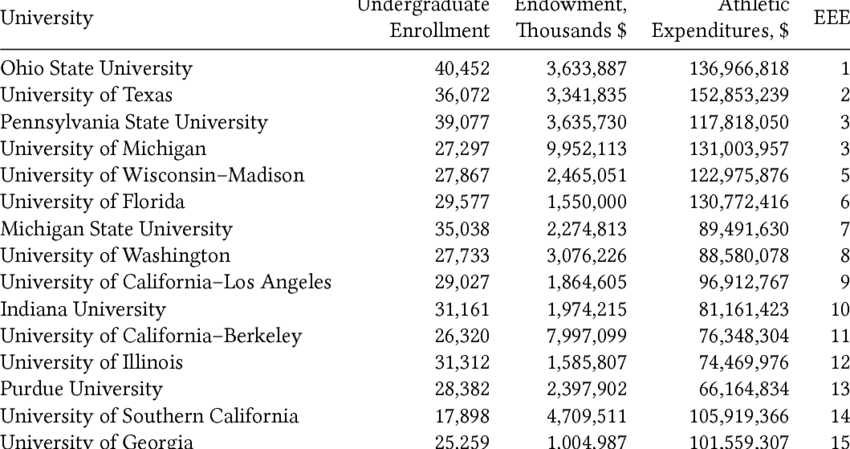 University Undergraduate Enrollment Endowment, Thousands $ Athletic Expenditures, $ EEE
Ohio State University 40,452 3,633,887 136,966,818 1
University of Texas 36,072 3,341,835 152,853,239 2
Pennsylvania State University 39,077 3,635,730 117,818,050 3
University of Michigan 27,297 9,952,113 131,003,957 3
University of Wisconsin–Madison 27,867 2,465,051 122,975,876 5
University of Florida 29,577 1,550,000 130,772,416 6
Michigan State University 35,038 2,274,813 89,491,630 7
University of Washington 27,733 3,076,226 88,580,078 8
University of California–Los Angeles 29,027 1,864,605 96,912,767 9
Indiana University 31,161 1,974,215 81,161,423 10
University of California–Berkeley 26,320 7,997,099 76,348,304 11
University of Illinois 31,312 1,585,807 74,469,976 12
Purdue University 28,382 2,397,902 66,164,834 13
University of Southern California 17,898 4,709,511 105,919,366 14
University of Georgia 25,259 1,004,987 101,559,307 15